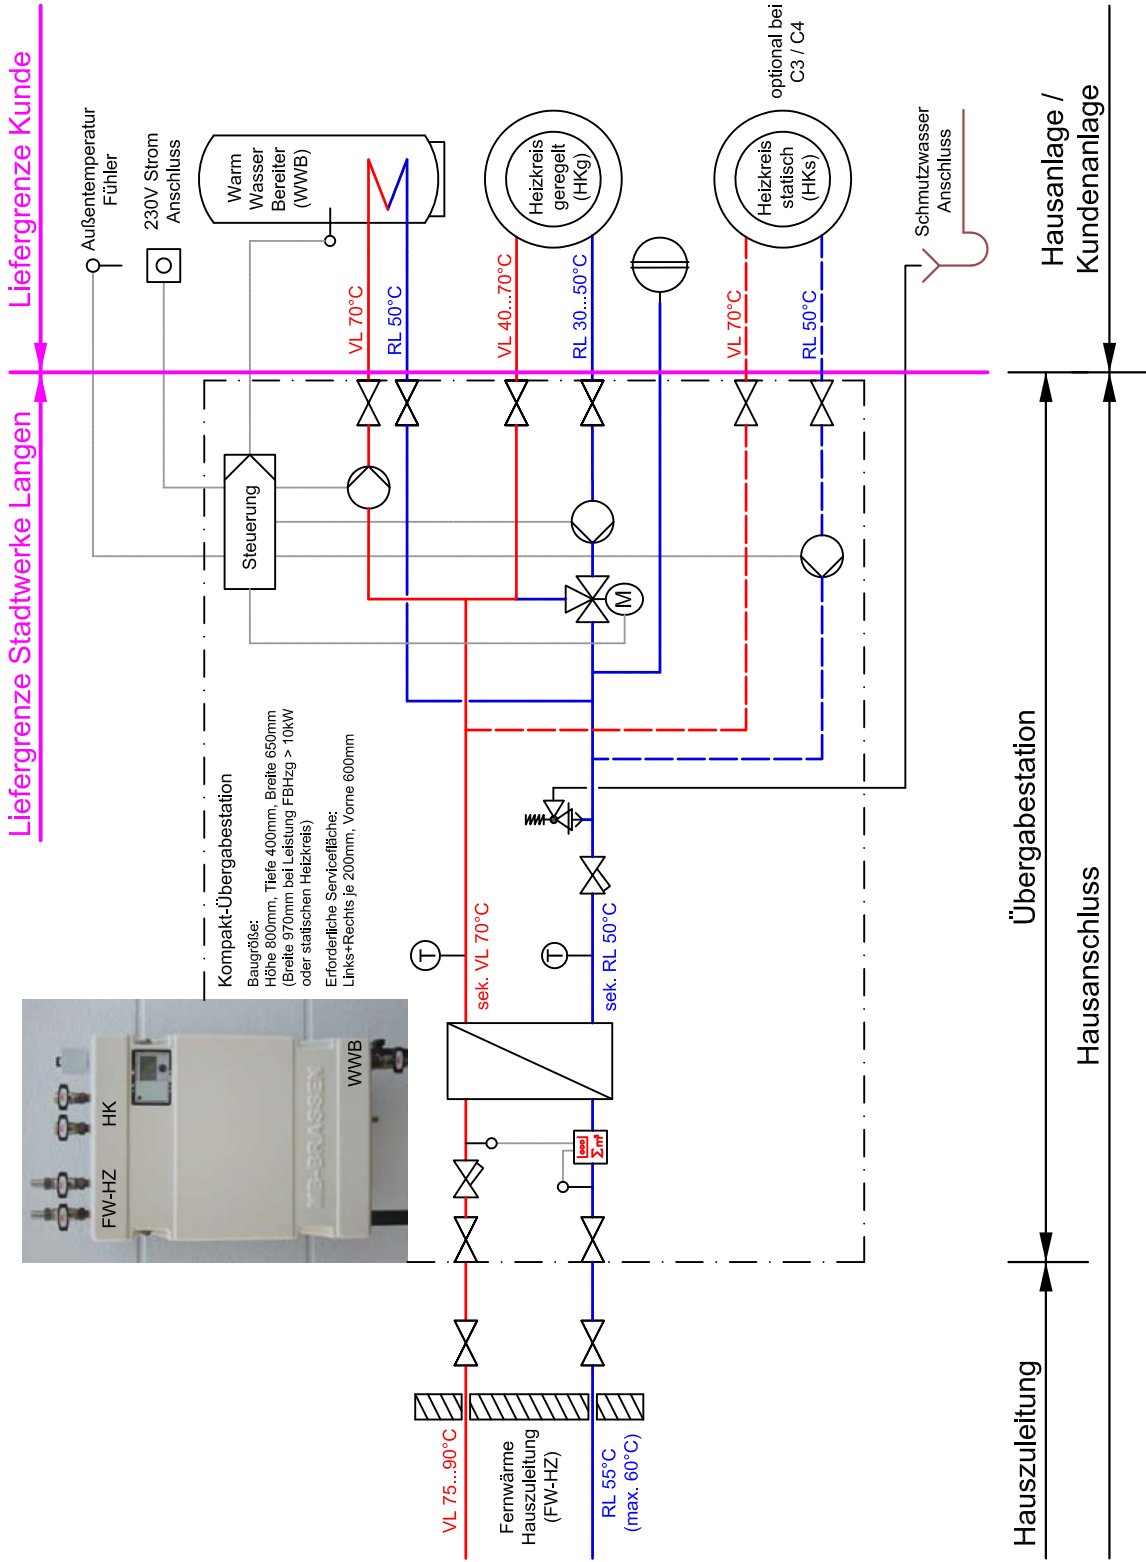 Liefergrenze Stadtwerke Langen
Liefergrenze Kunde
Außentemperatur
Fühler
230V Strom
Anschluss
Warm
Wasser
Bereiter
(WWB)
VL 70°C
RL 50°C
Heizkreis
geregelt
(HKg)
VL 40...70°C
RL 30...50°C
optional bei
C3 / C4
Heizkreis
statisch
(HKs)
VL 70°C
RL 50°C
Schmutzwasser
Anschluss
Steuerung
M
Kompakt-Übergabestation
Baugröße:
Höhe 800mm, Tiefe 400mm, Breite 650mm
(Breite 970mm bei Leistung FBHzg > 10kW
oder statischen Heizkreis)
Erforderliche Servicefläche:
Links+Rechts je 200mm, Vorne 600mm
FW-HZ
HK
WWB
YB-BRASSEN
T
sek. VL 70°C
T
sek. RL 50°C
Σm³
VL 75...90°C
Fernwärme
Hauszuleitung
(FW-HZ)
RL 55°C
(max. 60°C)
Hauszuleitung
Übergabestation
Hausanlage /
Kundenanlage
Hausanschluss